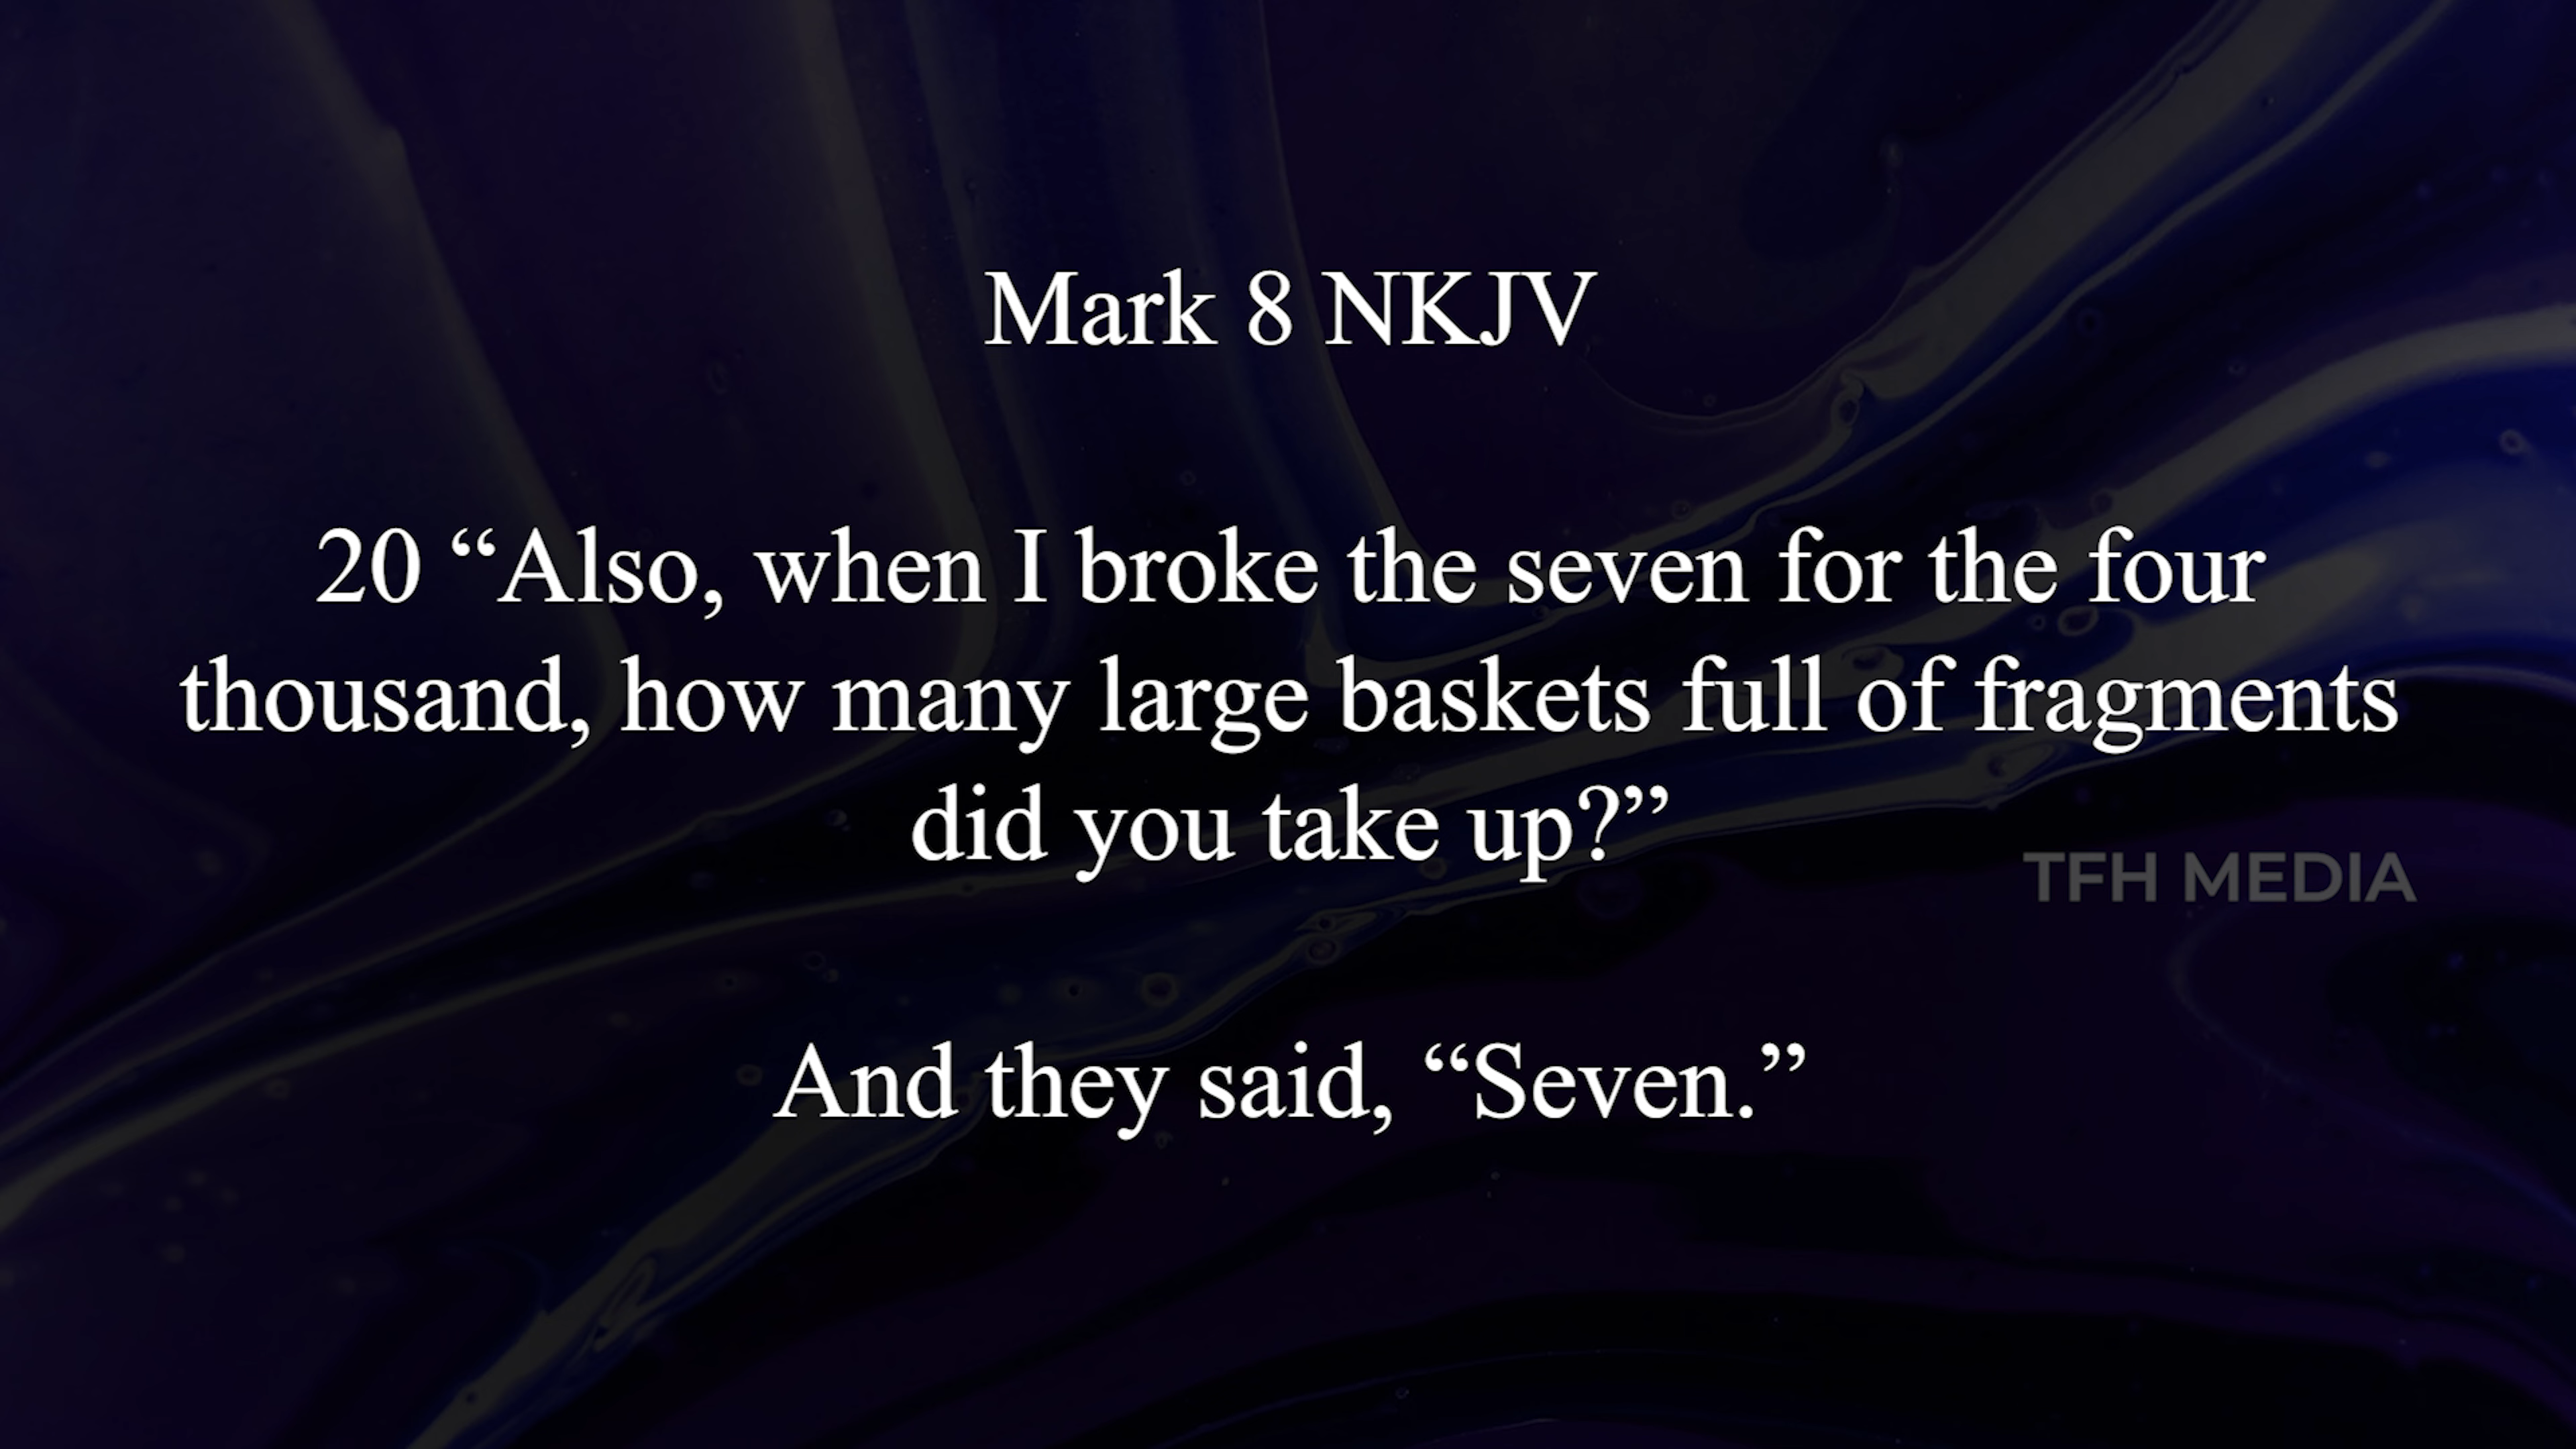 Mark 8 NKJV
20 “Also, when I broke the seven for the four
thousand, how many large baskets full of fragments
did you take up?”
TFH MEDIA
And they said, “Seven.”